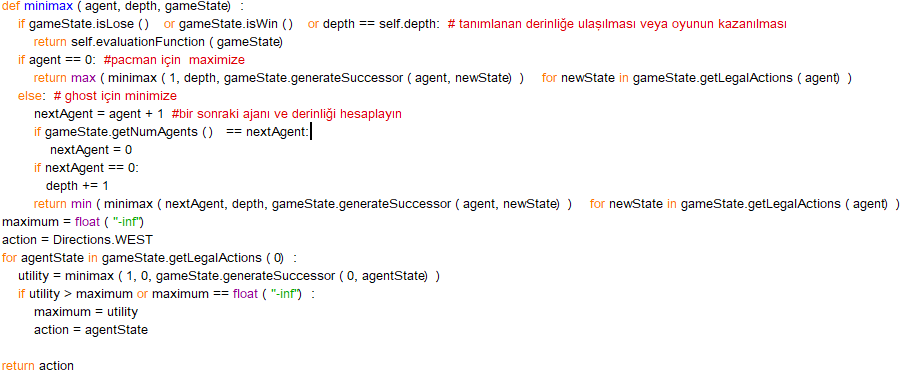 def minimax ( agent, depth, gameState) :
if gameState.isLose ( ) or gameState.isWin ( ) or depth == self.depth: # tanımlanan derinliğe ulaşılması veya oyunun kazanılması
return self.evaluationFunction ( gameState)
if agent == 0: #pacman için maximize
return max ( minimax ( 1, depth, gameState.generateSuccessor ( agent, newState) ) for newState in gameState.getLegalActions ( agent) )
else: # ghost için minimize
nextAgent = agent + 1 #bir sonraki ajanı ve derinliği hesaplayın
if gameState.getNumAgents ( ) == nextAgent:
nextAgent = 0
if nextAgent == 0:
depth += 1
return min ( minimax ( nextAgent, depth, gameState.generateSuccessor ( agent, newState) ) for newState in gameState.getLegalActions ( agent) )
maximum = float ( "-inf")
action = Directions.WEST
for agentState in gameState.getLegalActions ( 0) :
utility = minimax ( 1, 0, gameState.generateSuccessor ( 0, agentState) )
if utility > maximum or maximum == float ( "-inf") :
maximum = utility
action = agentState
return action